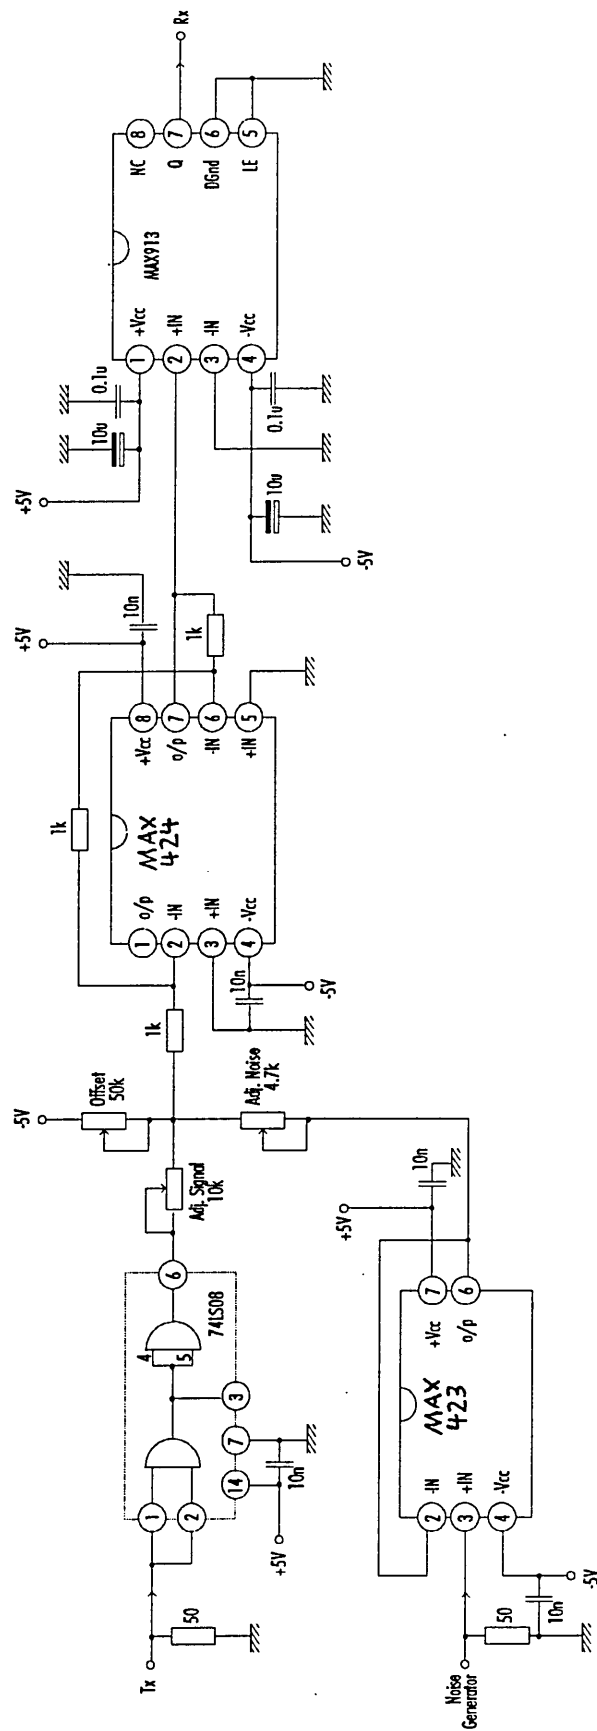 Tx
50
1
2
4
5
3
6
7
14
74LS08
10n
+5V
Adj. Signal
10k
-5V
Offset
50k
Adj. Noise
4.7k
1k
1k
MAX
424
1
o/p
2
-IN
3
+IN
4
-Vcc
10n
-5V
8
+Vcc
7
o/p
6
-IN
5
+IN
+5V
10n
1k
+5V
10u
0.1u
MAX913
1
+Vcc
2
+IN
3
-IN
4
-Vcc
10u
0.1u
-5V
8
NC
7
Q
6
DGnd
5
LE
Rx
Noise
Generator
50
10n
-5V
MAX
423
2
-IN
3
+IN
4
-Vcc
7
+Vcc
6
o/p
+5V
10n